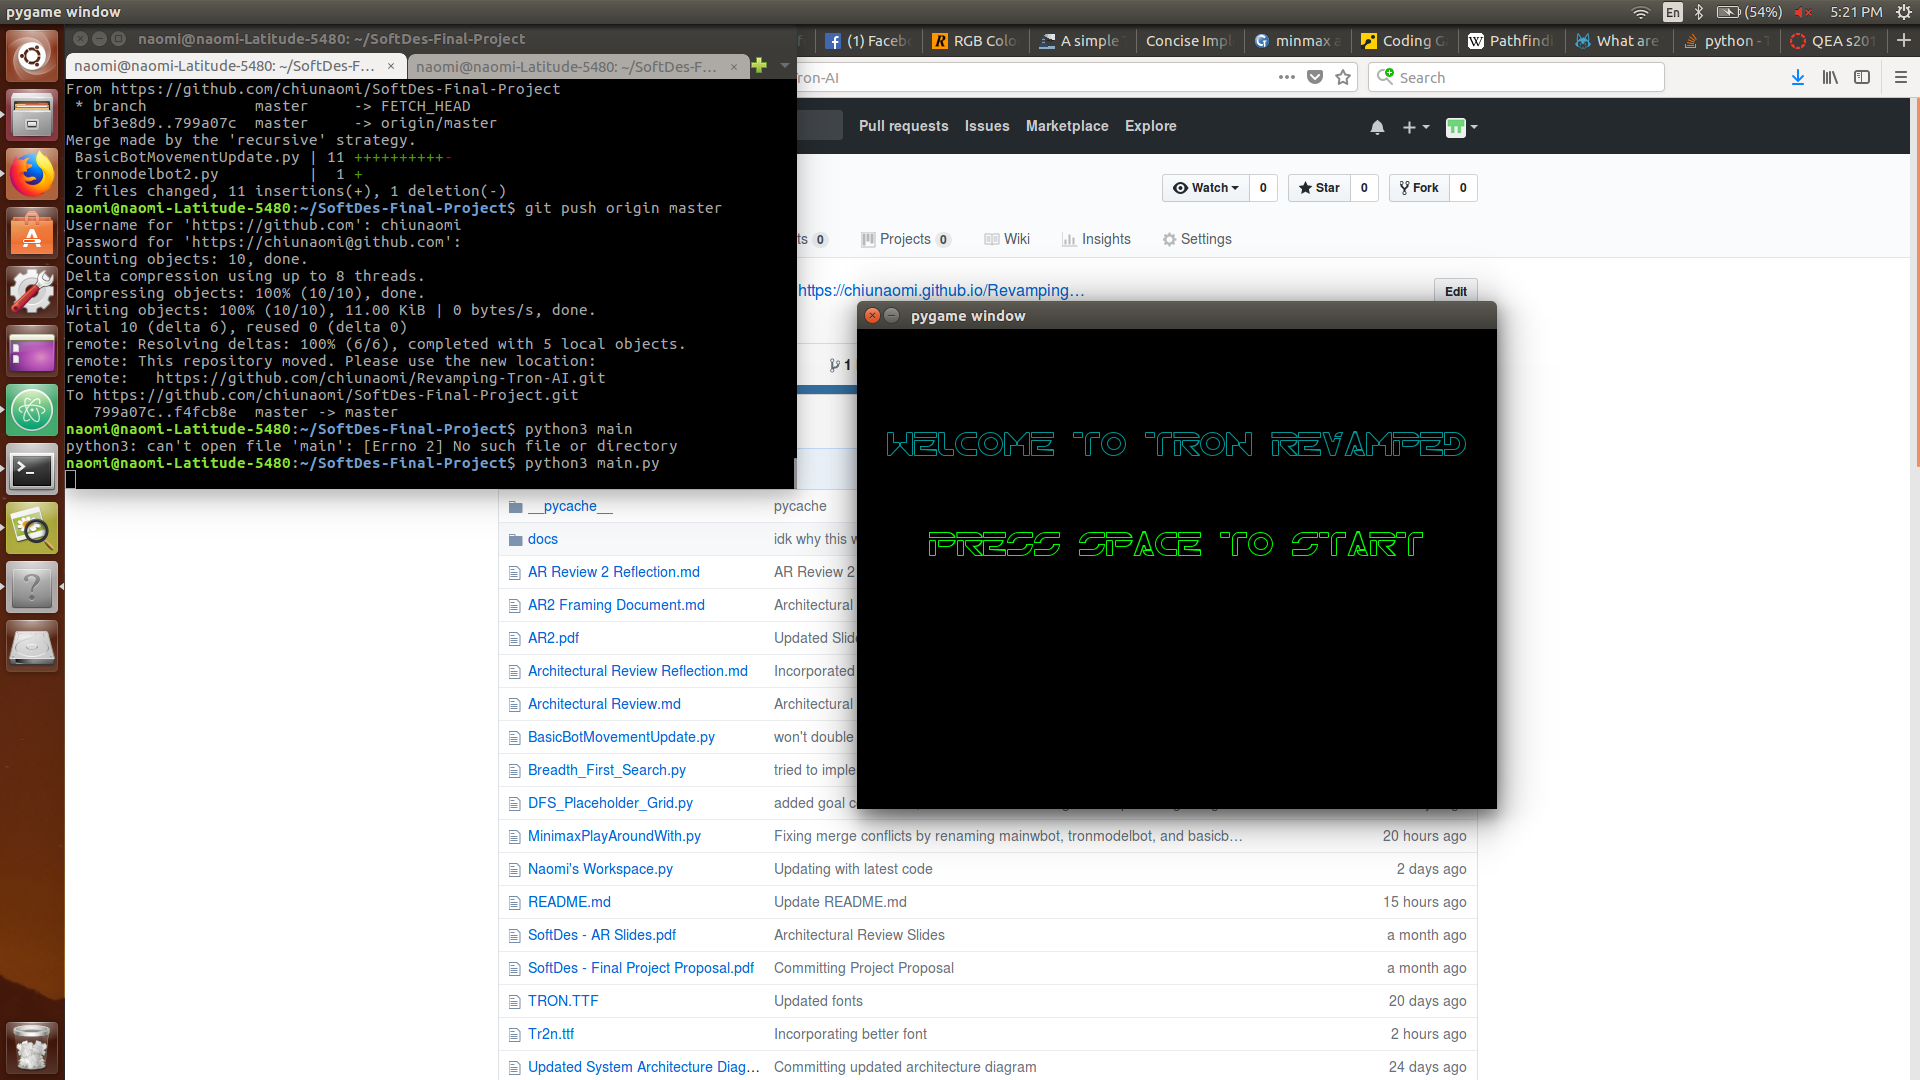 pygame window
En
(54%)
5:21 PM
naomi@naomi-Latitude-5480: ~/SoftDes-Final-Project
naomi@naomi-Latitude-5480: ~/SoftDes-F...
naomi@naomi-Latitude-5480: ~/SoftDes-F...
(1) Faceb
RGB Colo
A simple
Concise Impl
minmax a
Coding G
Pathfindi
What are
python - T
QEA s201
ron-AI
Search
From https://github.com/chiunaomi/SoftDes-Final-Project
* branch            master     -> FETCH_HEAD
bf3e8d9..799a07c  master     -> origin/master
Merge made by the 'recursive' strategy.
BasicBotMovementUpdate.py | 11 ++++++++++-
tronmodelbot2.py          |  1 +
2 files changed, 11 insertions(+), 1 deletion(-)
naomi@naomi-Latitude-5480:~/SoftDes-Final-Project$ git push origin master
Username for 'https://github.com': chiunaomi
Password for 'https://chiunaomi@github.com':
Counting objects: 10, done.
Delta compression using up to 8 threads.
Compressing objects: 100% (10/10), done.
Writing objects: 100% (10/10), 11.00 KiB | 0 bytes/s, done.
Total 10 (delta 6), reused 0 (delta 0)
remote: Resolving deltas: 100% (6/6), completed with 5 local objects.
remote: This repository moved. Please use the new location:
remote:   https://github.com/chiunaomi/Revamping-Tron-AI.git
To https://github.com/chiunaomi/SoftDes-Final-Project.git
799a07c..f4fcb8e  master -> master
naomi@naomi-Latitude-5480:~/SoftDes-Final-Project$ python3 main
python3: can't open file 'main': [Errno 2] No such file or directory
naomi@naomi-Latitude-5480:~/SoftDes-Final-Project$ python3 main.py
Pull requests Issues Marketplace Explore
Watch 0 Star 0 Fork 0
ts 0 Projects 0 Wiki Insights Settings
https://chiunaomi.github.io/Revamping…
Edit
1
pygame window
WELCOME TO TRON REVAMPED
PRESS SPACE TO START
__pycache__ pycache
docs idk why this w
AR Review 2 Reflection.md AR Review 2
AR2 Framing Document.md Architectural
AR2.pdf Updated Slide
Architectural Review Reflection.md Incorporated
Architectural Review.md Architectural
BasicBotMovementUpdate.py won't double
Breadth_First_Search.py tried to imple
DFS_Placeholder_Grid.py added goal c
MinimaxPlayAroundWith.py Fixing merge conflicts by renaming mainwbot, tronmodelbot, and basicb… 20 hours ago
Naomi's Workspace.py Updating with latest code 2 days ago
README.md Update README.md 15 hours ago
SoftDes - AR Slides.pdf Architectural Review Slides a month ago
SoftDes - Final Project Proposal.pdf Committing Project Proposal a month ago
TRON.TTF Updated fonts 20 days ago
Tr2n.ttf Incorporating better font 2 hours ago
Updated System Architecture Diag… Committing updated architecture diagram 24 days ago